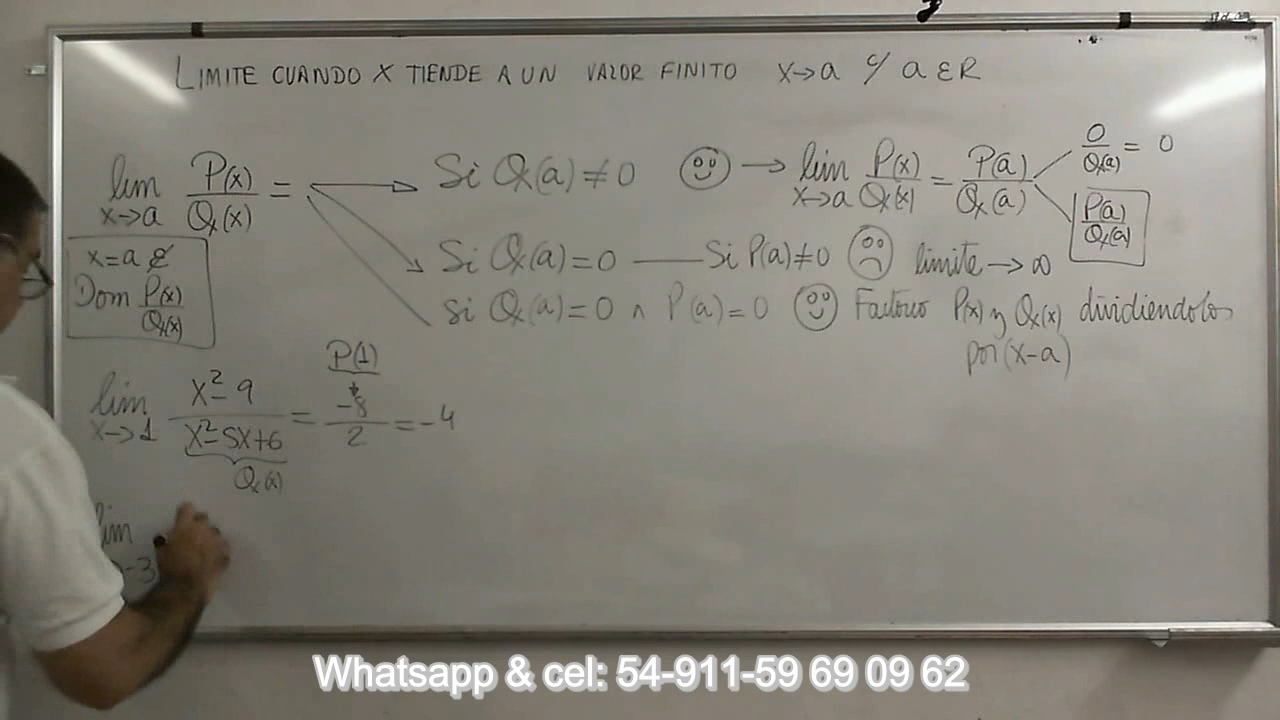 LIMITE CUANDO X TIENDE A UN VALOR FINITO X→a c/ a ER
lim x→a P(x)/Q(x) =
Si Q(a)≠0 → lim x→a P(x)/Q(x) = P(a)/Q(a)
0/Q(a) = 0
P(a)/Q(a)
x=a ∉
Dom P(x)/Q(x)
Si Q(a)=0 — Si P(a)≠0 limite → ∞
Si Q(a)=0 ∧ P(a)=0 Factoreo P(x) y Q(x) dividiendolos
por (x-a)
lim x→1 x²-9/x²-5x+6 = -8/2 = -4
P(1)
Q(x)
lim
-3
Whatsapp & cel: 54-911-59 69 09 62